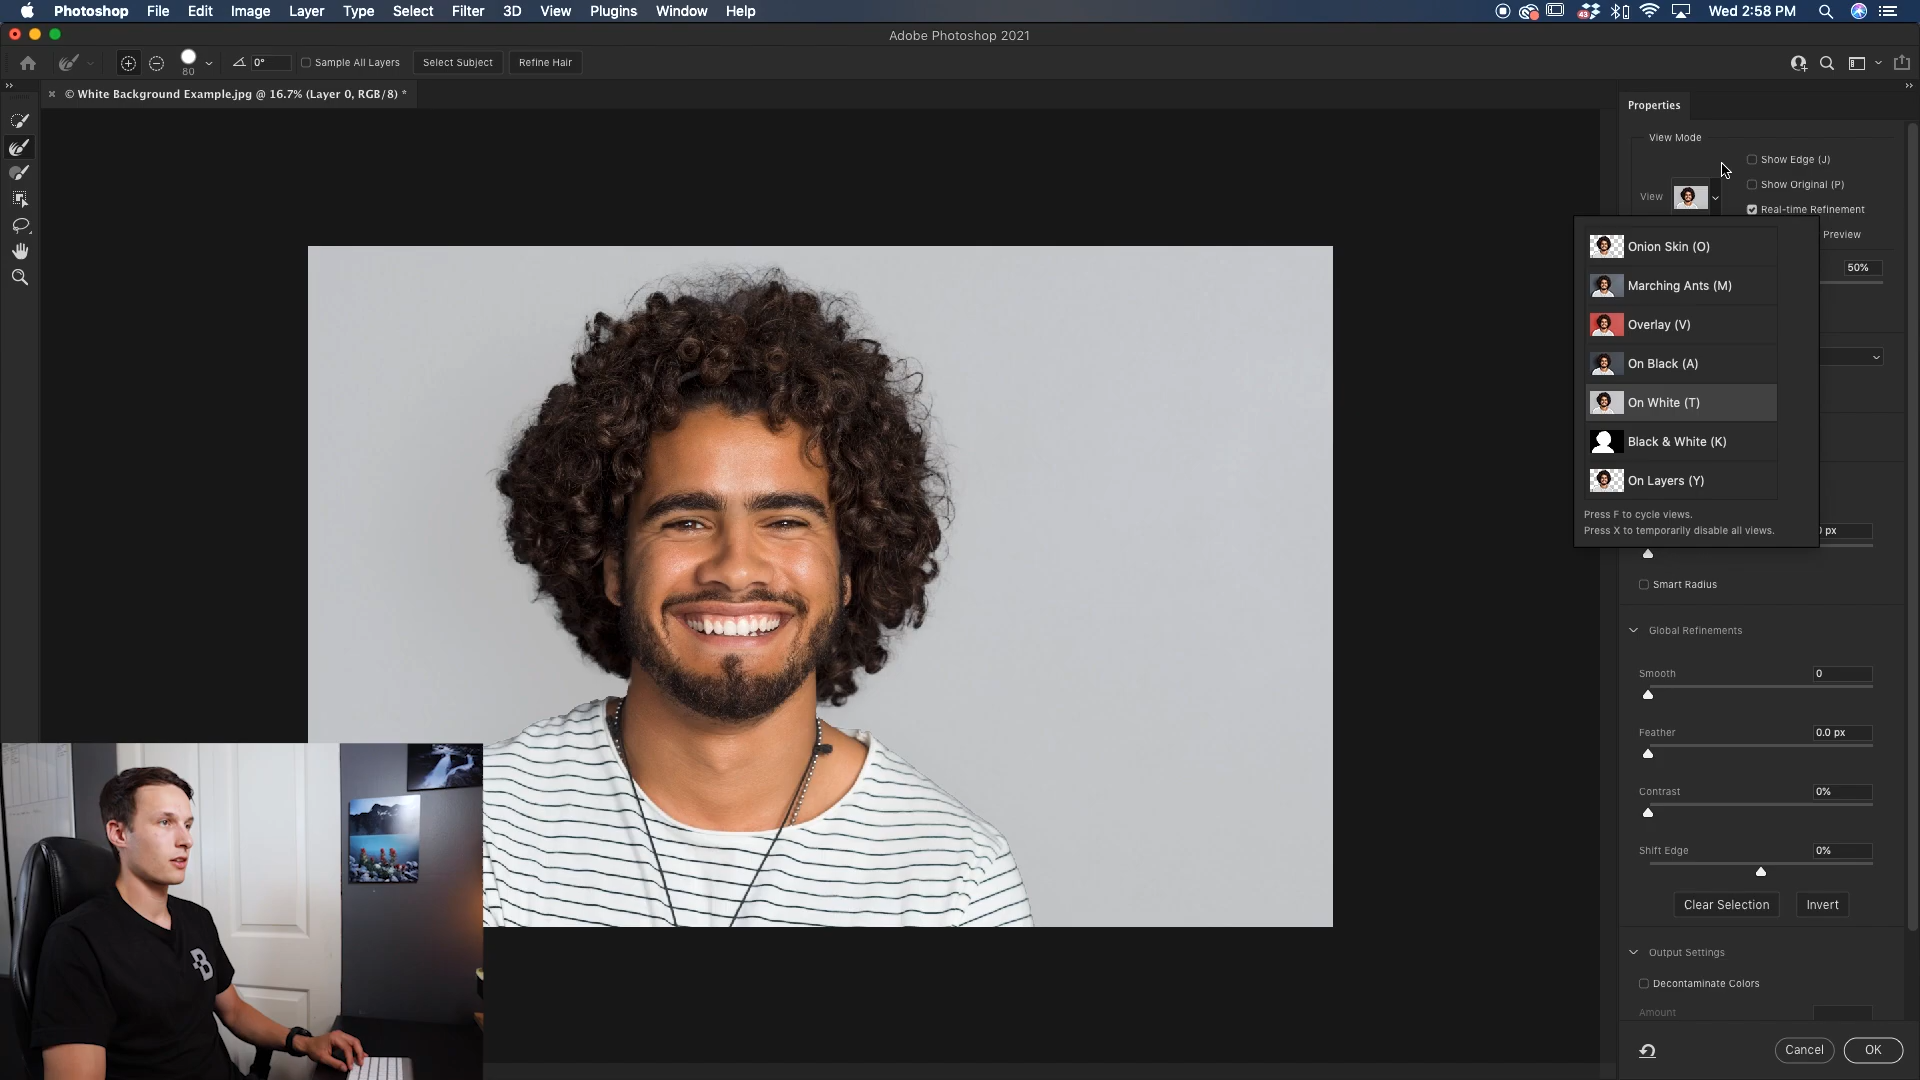 Photoshop File Edit Image Layer Type Select Filter 3D View Plugins Window Help
43
Wed 2:58 PM
Adobe Photoshop 2021
80
0°
Sample All Layers
Select Subject
Refine Hair
© White Background Example.jpg @ 16.7% (Layer 0, RGB/8) *
Properties
View Mode
Show Edge (J)
Show Original (P)
View
Real-time Refinement
Preview
50%
Onion Skin (O)
Marching Ants (M)
Overlay (V)
On Black (A)
On White (T)
Black & White (K)
On Layers (Y)
Press F to cycle views.
Press X to temporarily disable all views.
px
Smart Radius
Global Refinements
Smooth 0
Feather 0.0 px
Contrast 0%
Shift Edge 0%
Clear Selection
Invert
Output Settings
Decontaminate Colors
Amount
Cancel
OK
B